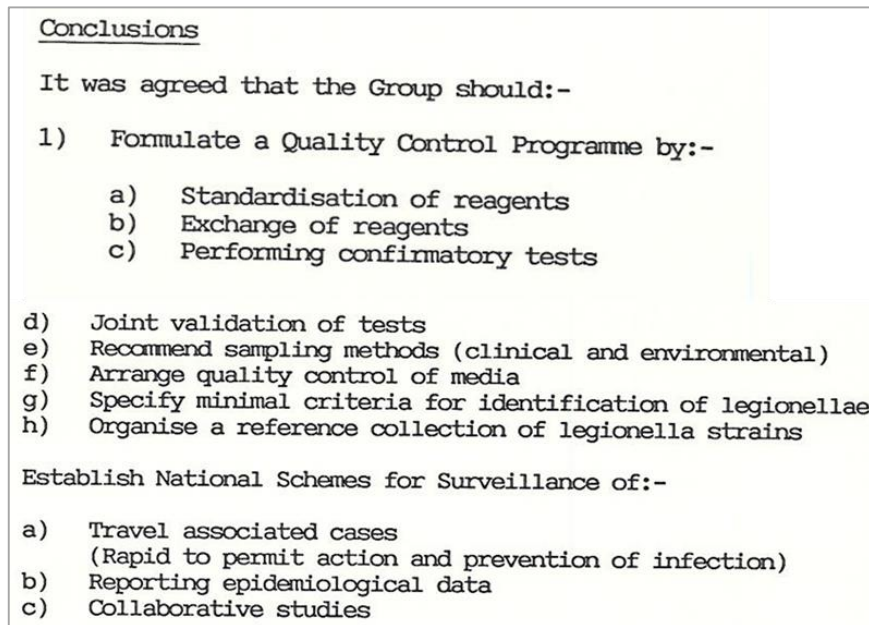 Conclusions
It was agreed that the Group should:-
1) Formulate a Quality Control Programme by:-
a) Standardisation of reagents
b) Exchange of reagents
c) Performing confirmatory tests
d) Joint validation of tests
e) Recommend sampling methods (clinical and environmental)
f) Arrange quality control of media
g) Specify minimal criteria for identification of legionellae
h) Organise a reference collection of legionella strains
Establish National Schemes for Surveillance of:-
a) Travel associated cases
(Rapid to permit action and prevention of infection)
b) Reporting epidemiological data
c) Collaborative studies